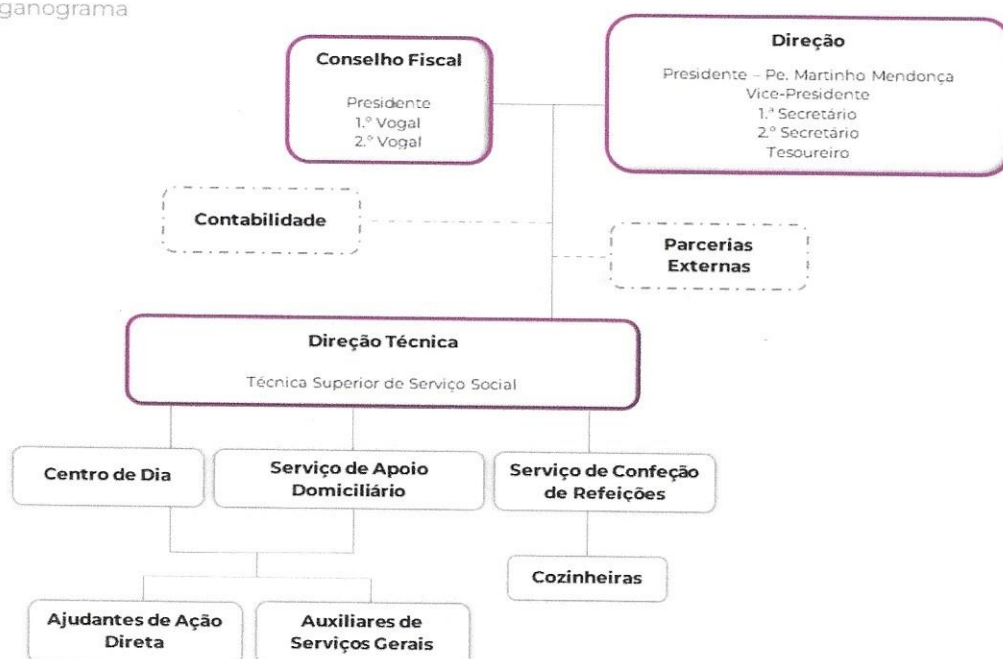 ganograma
Conselho Fiscal
Presidente
1.º Vogal
2.º Vogal
Direção
Presidente – Pe. Martinho Mendonça
Vice-Presidente
1.ª Secretário
2.º Secretário
Tesoureiro
Contabilidade
Parcerias
Externas
Direção Técnica
Técnica Superior de Serviço Social
Centro de Dia
Serviço de Apoio
Domiciliário
Serviço de Confeção
de Refeições
Cozinheiras
Ajudantes de Ação
Direta
Auxiliares de
Serviços Gerais